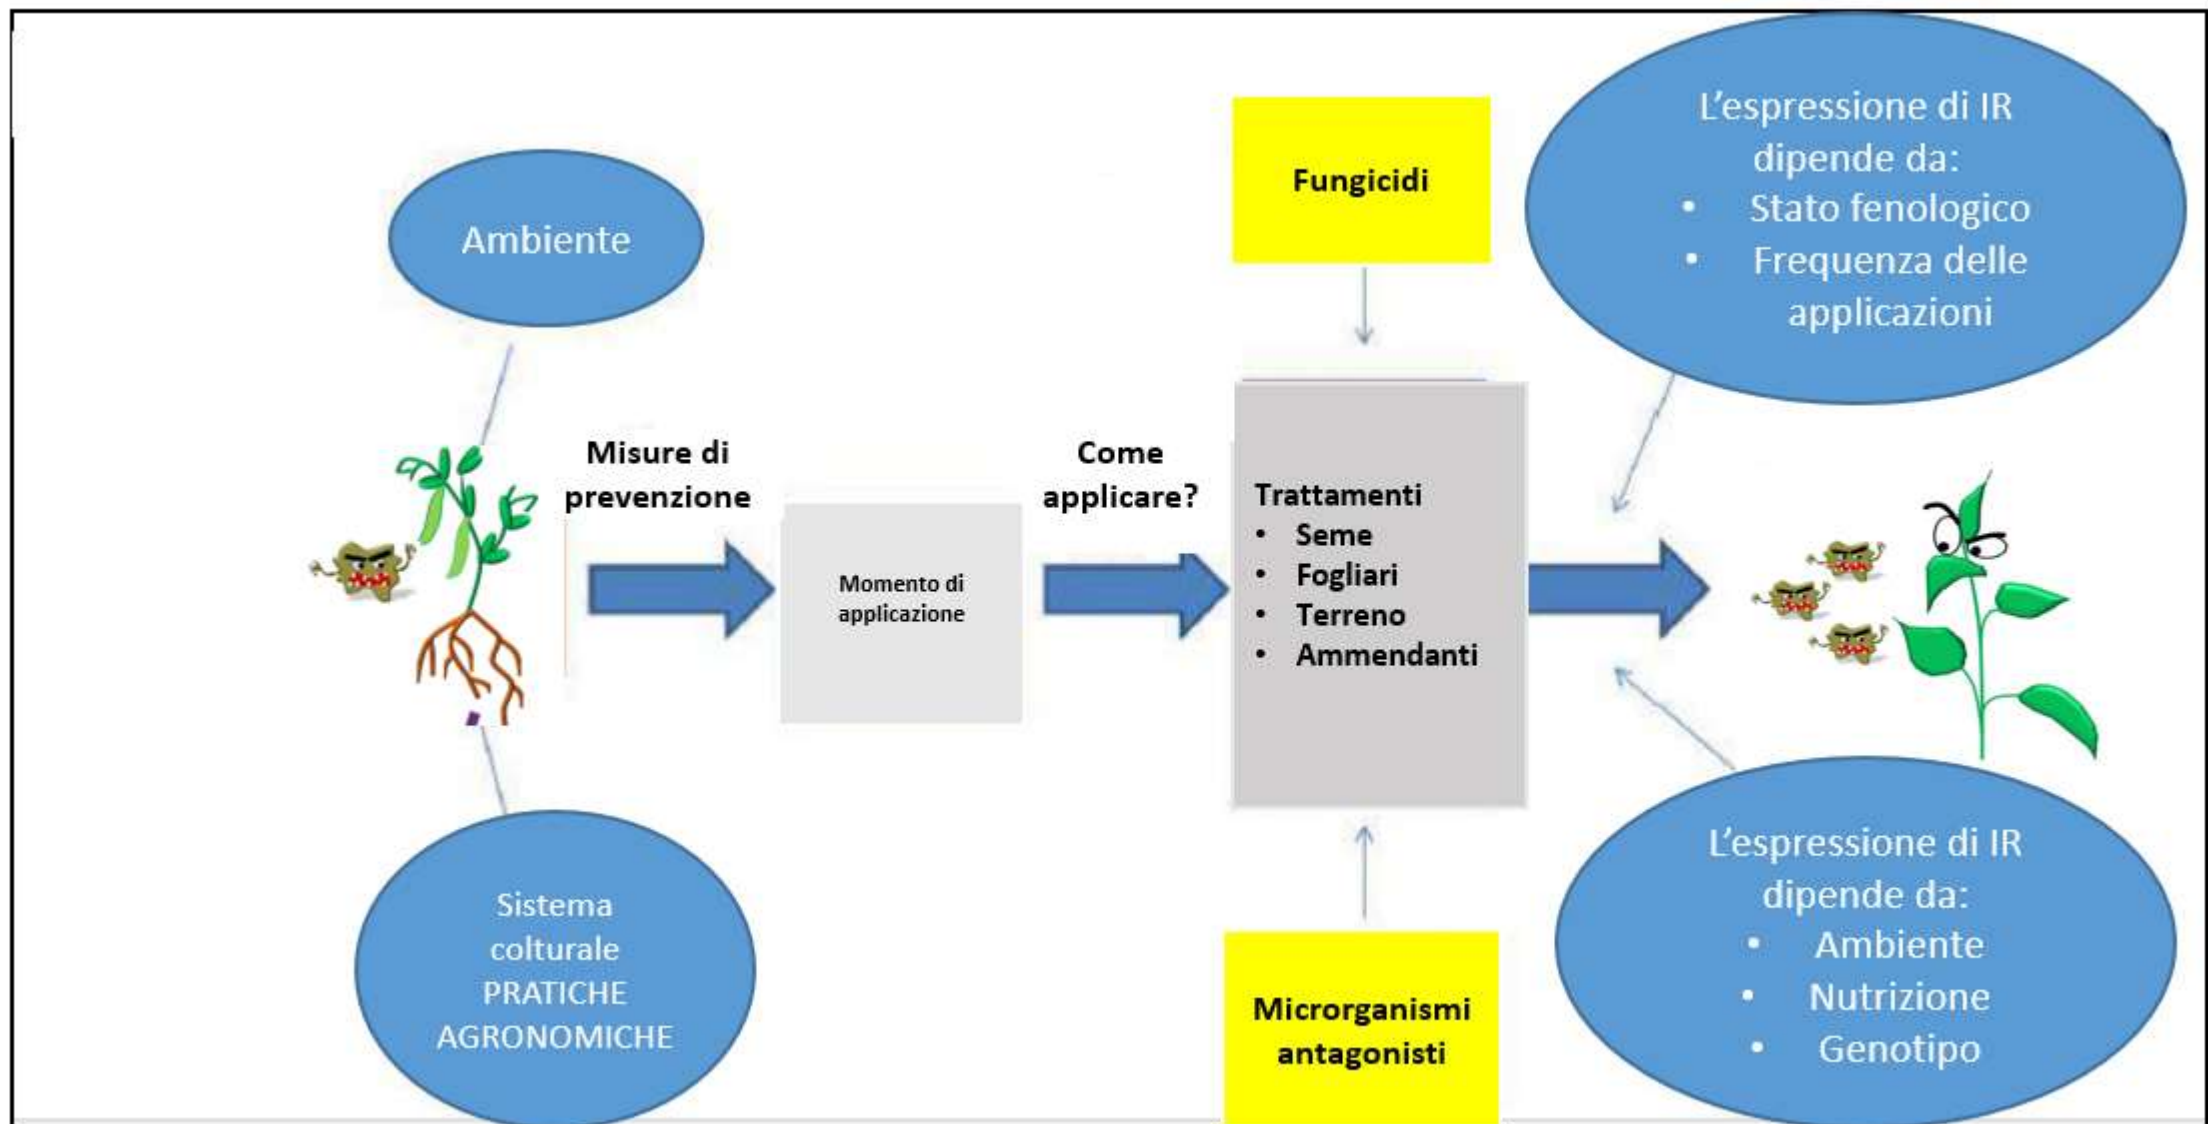 Ambiente
Misure di
prevenzione
Sistema
colturale
PRATICHE
AGRONOMICHE
Momento di
applicazione
Come
applicare?
Fungicidi
Trattamenti
• Seme
• Fogliari
• Terreno
• Ammendanti
Microrganismi
antagonisti
L'espressione di IR
dipende da:
• Stato fenologico
• Frequenza delle
applicazioni
L'espressione di IR
dipende da:
• Ambiente
• Nutrizione
• Genotipo